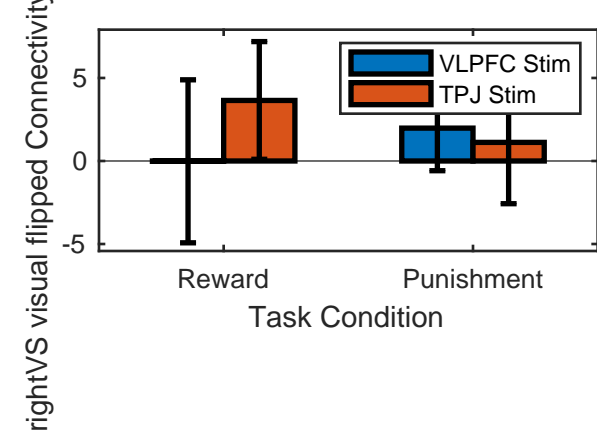 rightVS visual flipped Connectivity
5
0
-5
VLPFC Stim
TPJ Stim
Reward
Punishment
Task Condition